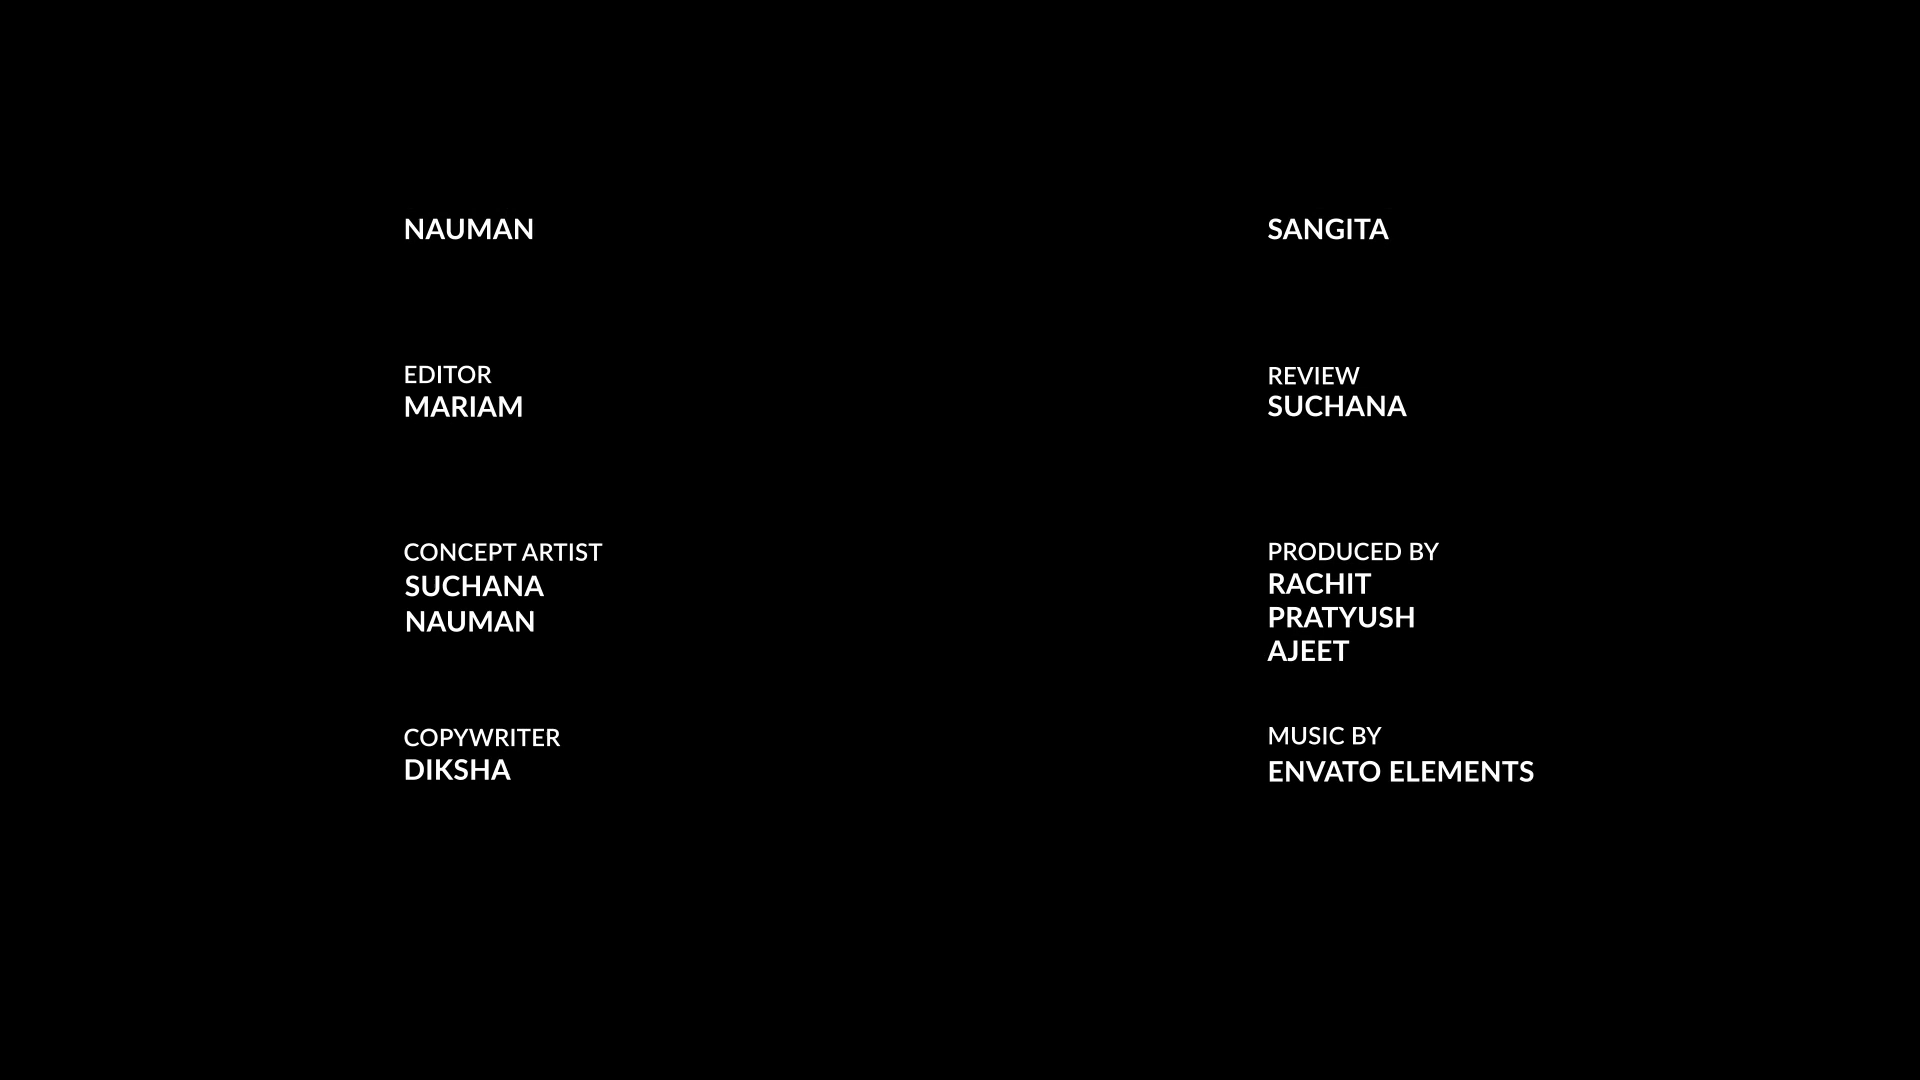 NAUMAN
EDITOR
MARIAM
CONCEPT ARTIST
SUCHANA
NAUMAN
COPYWRITER
DIKSHA
SANGITA
REVIEW
SUCHANA
PRODUCED BY
RACHIT
PRATYUSH
AJEET
MUSIC BY
ENVATO ELEMENTS